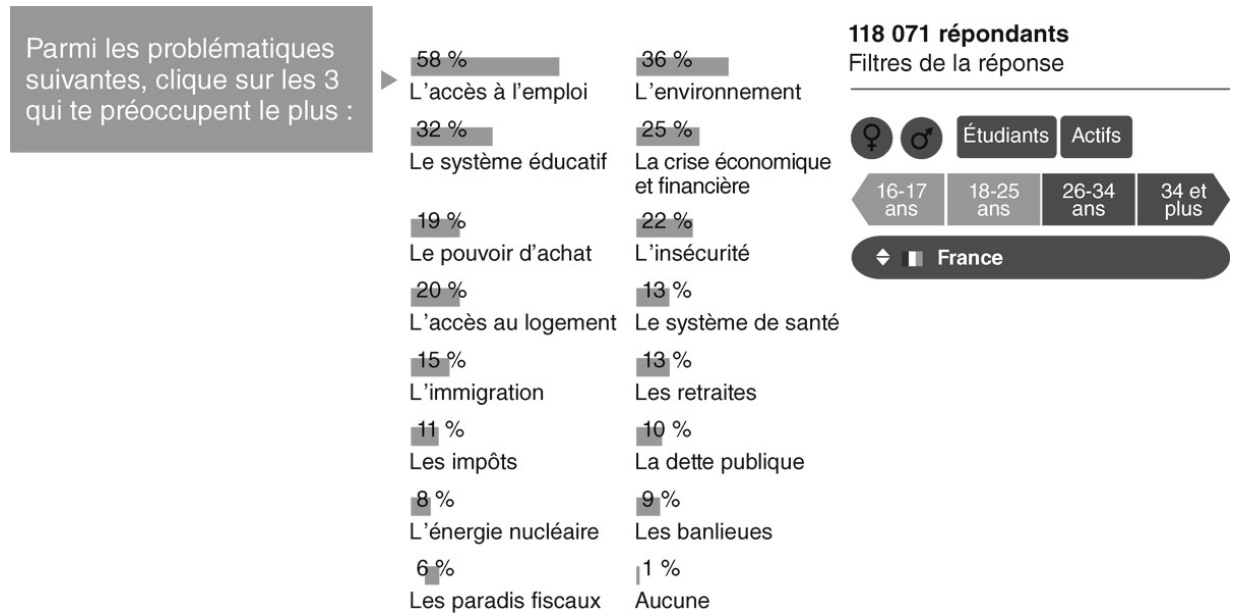 Parmi les problématiques
suivantes, clique sur les 3
qui te préoccupent le plus :
58 %
L'accès à l'emploi
36 %
L'environnement
32 %
Le système éducatif
25 %
La crise économique
et financière
19 %
Le pouvoir d'achat
22 %
L'insécurité
20 %
L'accès au logement
13 %
Le système de santé
15 %
L'immigration
13 %
Les retraites
11 %
Les impôts
10 %
La dette publique
8 %
L'énergie nucléaire
9 %
Les banlieues
6 %
Les paradis fiscaux
1 %
Aucune
118 071 répondants
Filtres de la réponse
Étudiants
Actifs
16-17
ans
18-25
ans
26-34
ans
34 et
plus
France